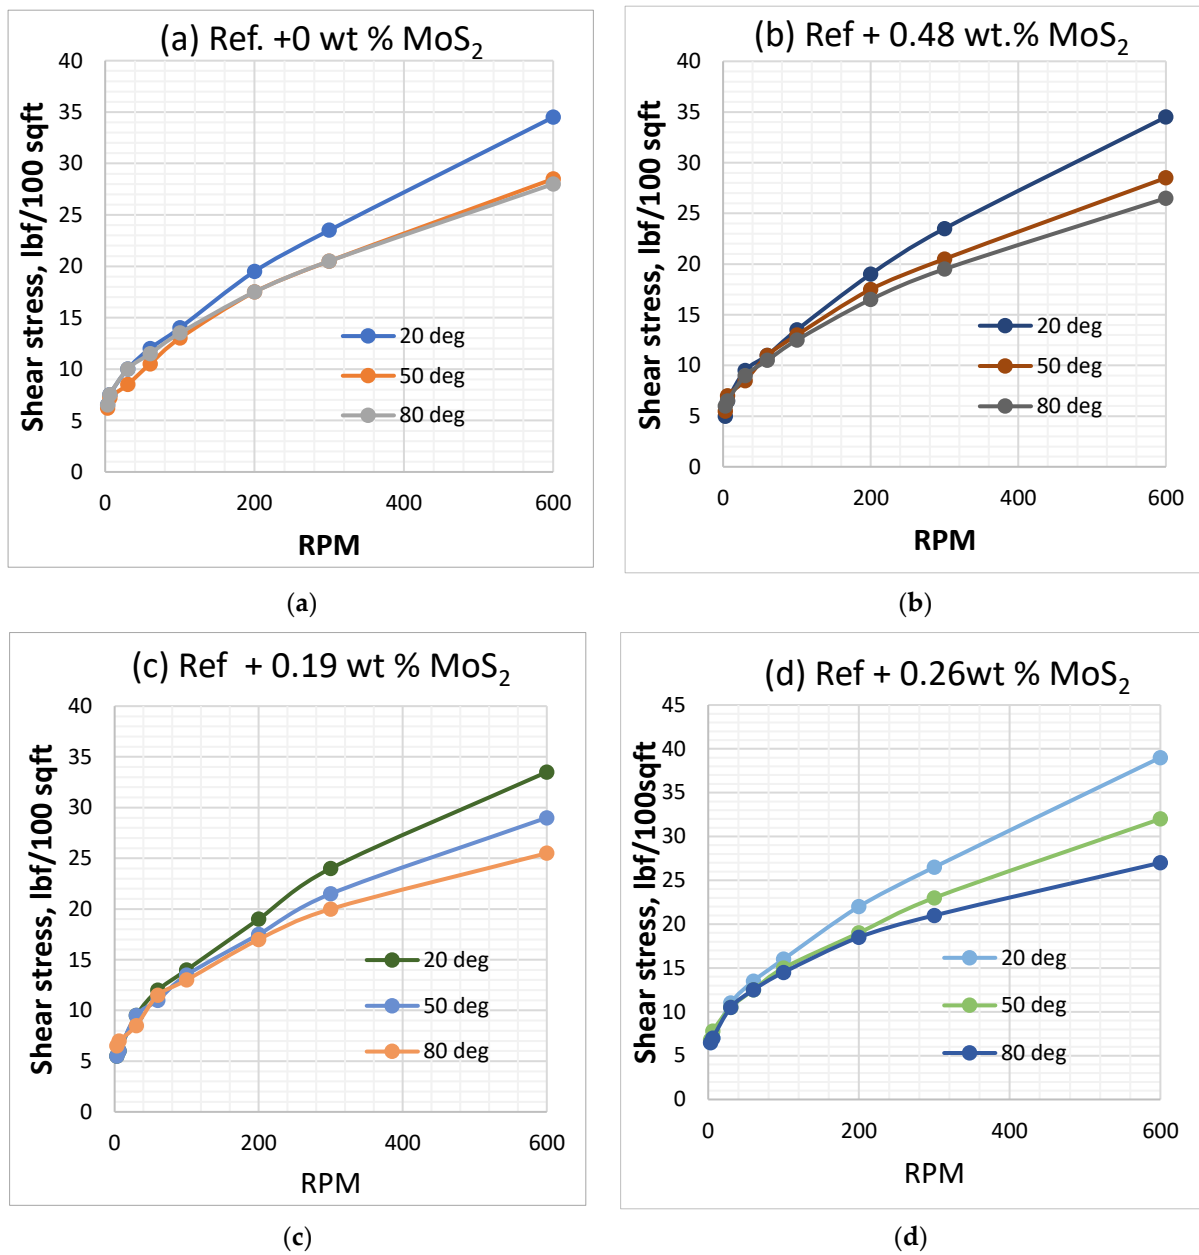 (a) Ref. +0 wt % MoS₂
Shear stress, lbf/100 sqft
40
35
30
25
20
15
10
5
0
0 200 400 600
RPM
20 deg
50 deg
80 deg
(a)
(b) Ref + 0.48 wt.% MoS₂
Shear stress, lbf/100 sqft
40
35
30
25
20
15
10
5
0
0 200 400 600
RPM
20 deg
50 deg
80 deg
(b)
(c) Ref + 0.19 wt % MoS₂
Shear stress, lbf/100 sqft
40
35
30
25
20
15
10
5
0
0 200 400 600
RPM
20 deg
50 deg
80 deg
(c)
(d) Ref + 0.26wt % MoS₂
Shear stress, lbf/100sqft
45
40
35
30
25
20
15
10
5
0
0 200 400 600
RPM
20 deg
50 deg
80 deg
(d)